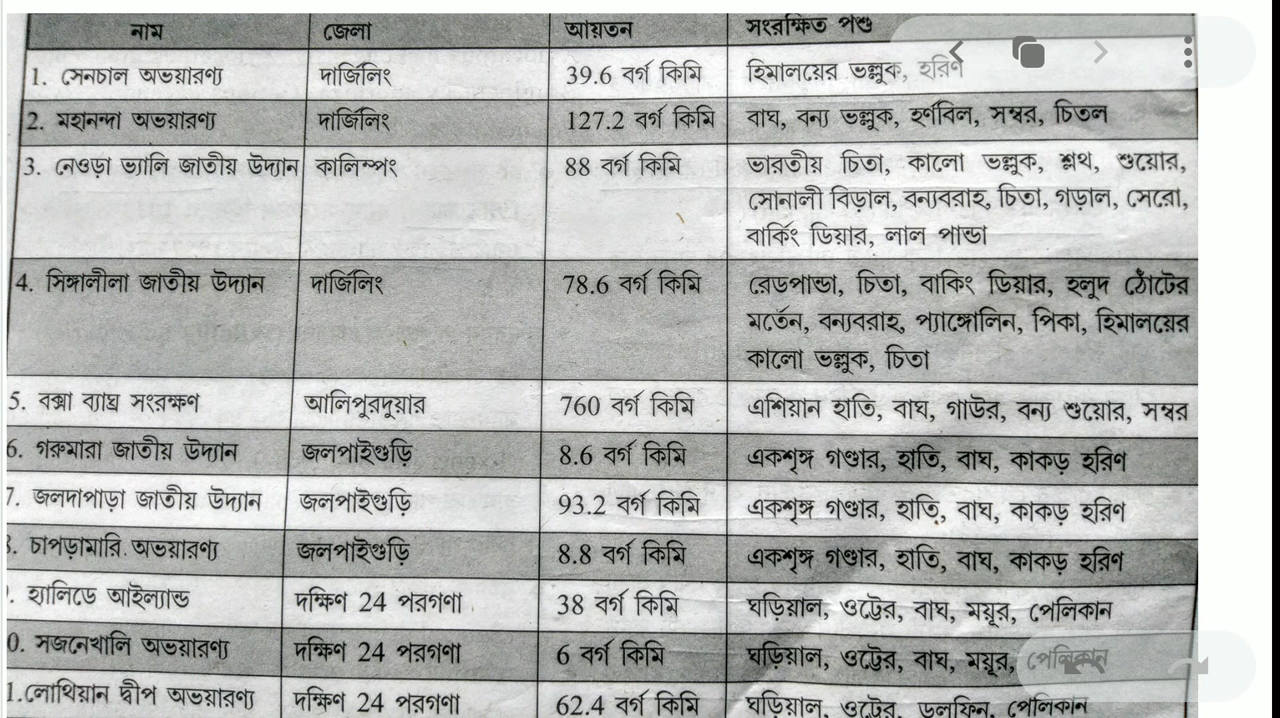 নাম জেলা আয়তন সংরক্ষিত পশু
1. সেনচাল অভয়ারণ্য দার্জিলিং 39.6 বর্গ কিমি হিমালয়ের ভল্লুক, হরিণ
2. মহানন্দা অভয়ারণ্য দার্জিলিং 127.2 বর্গ কিমি বাঘ, বন্য ভল্লুক, হর্ণবিল, সম্বর, চিতল
3. নেওড়া ভ্যালি জাতীয় উদ্যান কালিম্পং 88 বর্গ কিমি ভারতীয় চিতা, কালো ভল্লুক, শ্লথ, শুয়োর,
সোনালী বিড়াল, বন্যবরাহ, চিতা, গড়াল, সেরো,
বার্কিং ডিয়ার, লাল পান্ডা
4. সিঙ্গালীলা জাতীয় উদ্যান দার্জিলিং 78.6 বর্গ কিমি রেডপান্ডা, চিতা, বার্কিং ডিয়ার, হলুদ ঠোঁটের
মর্তেন, বন্যবরাহ, প্যাঙ্গোলিন, পিকা, হিমালয়ের
কালো ভল্লুক, চিতা
5. বক্সা ব্যাঘ্র সংরক্ষণ আলিপুরদুয়ার 760 বর্গ কিমি এশিয়ান হাতি, বাঘ, গাউর, বন্য শুয়োর, সম্বর
6. গরুমারা জাতীয় উদ্যান জলপাইগুড়ি 8.6 বর্গ কিমি একশৃঙ্গ গণ্ডার, হাতি, বাঘ, কাকড় হরিণ
7. জলদাপাড়া জাতীয় উদ্যান জলপাইগুড়ি 93.2 বর্গ কিমি একশৃঙ্গ গণ্ডার, হাতি, বাঘ, কাকড় হরিণ
. চাপড়ামারি অভয়ারণ্য জলপাইগুড়ি 8.8 বর্গ কিমি একশৃঙ্গ গণ্ডার, হাতি, বাঘ, কাকড় হরিণ
. হ্যালিডে আইল্যান্ড দক্ষিণ 24 পরগণা 38 বর্গ কিমি ঘড়িয়াল, ওট্টের, বাঘ, ময়ূর, পেলিকান
0. সজনেখালি অভয়ারণ্য দক্ষিণ 24 পরগণা 6 বর্গ কিমি ঘড়িয়াল, ওট্টের, বাঘ, ময়ূর, পেলিকান
1.লোথিয়ান দ্বীপ অভয়ারণ্য দক্ষিণ 24 পরগণা 62.4 বর্গ কিমি ঘড়িয়াল, ওটের, ডলফিন, পেলিকান